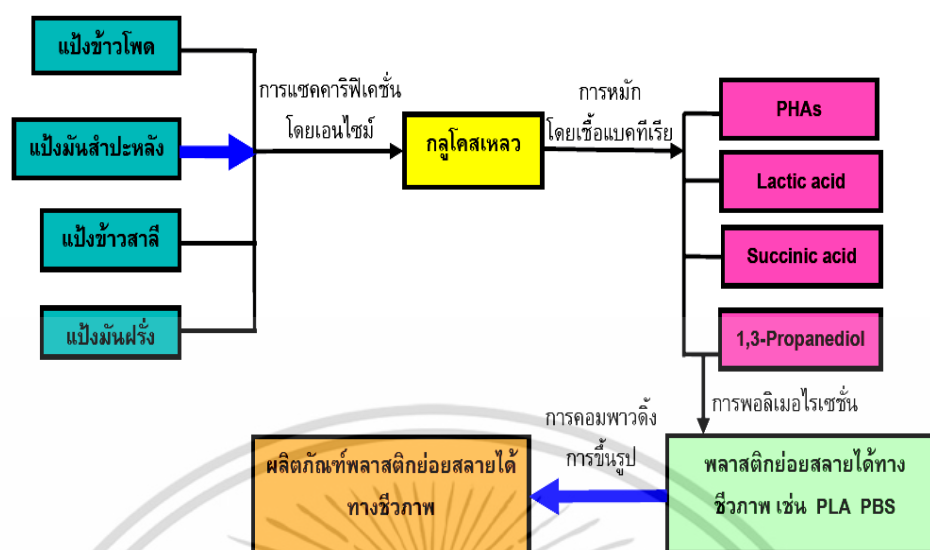 แป้งข้าวโพด
แป้งมันสำปะหลัง
แป้งข้าวสาลี
แป้งมันฝรั่ง
การแซคคาริฟิเคชั่น
โดยเอนไซม์
กลูโคสเหลว
การหมัก
โดยเชื้อแบคทีเรีย
PHAs
Lactic acid
Succinic acid
1,3-Propanediol
การพอลิเมอไรเซชั่น
พลาสติกย่อยสลายได้ทาง
ชีวภาพ เช่น PLA PBS
การคอมพาวดิ้ง
การขึ้นรูป
ผลิตภัณฑ์พลาสติกย่อยสลายได้
ทางชีวภาพ